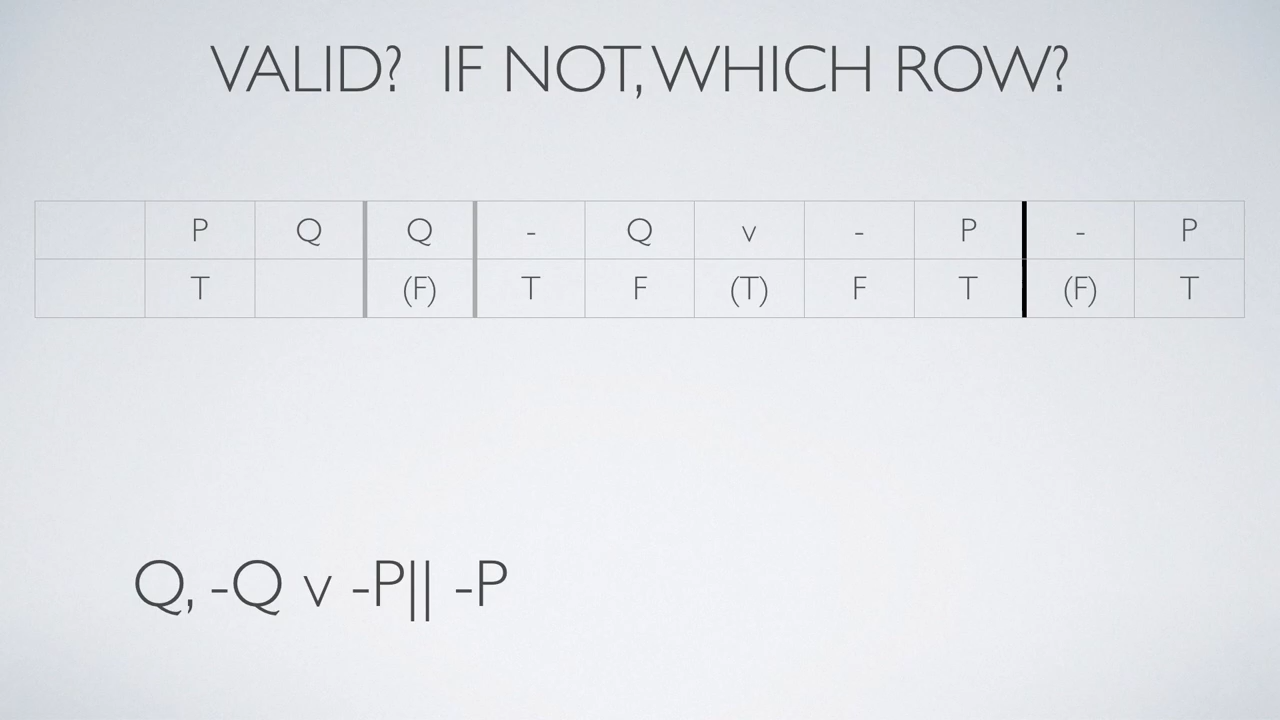 VALID? IF NOT, WHICH ROW?
P Q Q - Q v - P - P
T (F) T F (T) F T (F) T
Q, -Q v -P|| -P